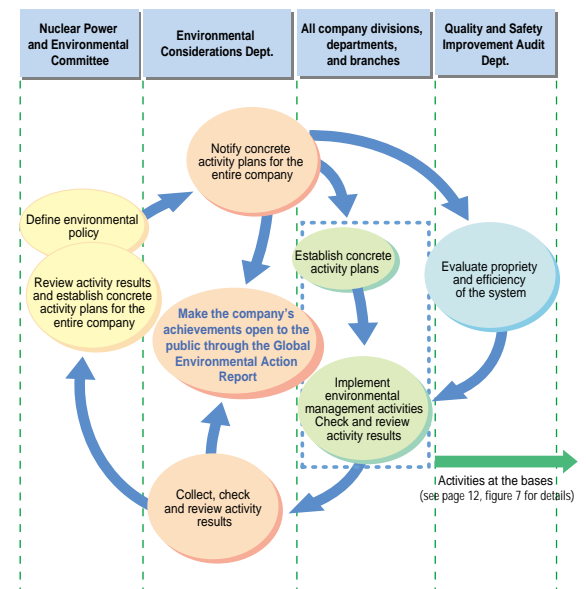 Nuclear Power
and Environmental
Committee
Environmental
Considerations Dept.
All company divisions,
departments,
and branches
Quality and Safety
Improvement Audit
Dept.
Notify concrete
activity plans for the
entire company
Define environmental
policy
Review activity results
and establish concrete
activity plans for the
entire company
Make the company's
achievements open to the
public through the Global
Environmental Action
Report
Establish concrete
activity plans
Evaluate propriety
and efficiency
of the system
Implement
environmental
management activities
Check and review
activity results
Activities at the bases
(see page 12, figure 7 for details)
Collect, check
and review activity
results